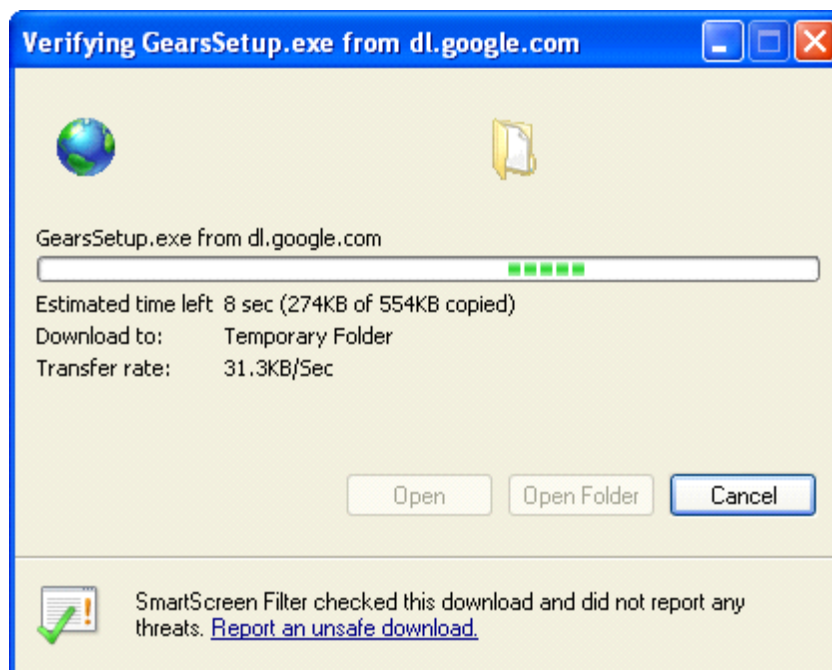 Verifying GearsSetup.exe from dl.google.com
GearsSetup.exe from dl.google.com
Estimated time left 8 sec (274KB of 554KB copied)
Download to: Temporary Folder
Transfer rate: 31.3KB/Sec
Open Open Folder Cancel
SmartScreen Filter checked this download and did not report any
threats. Report an unsafe download.